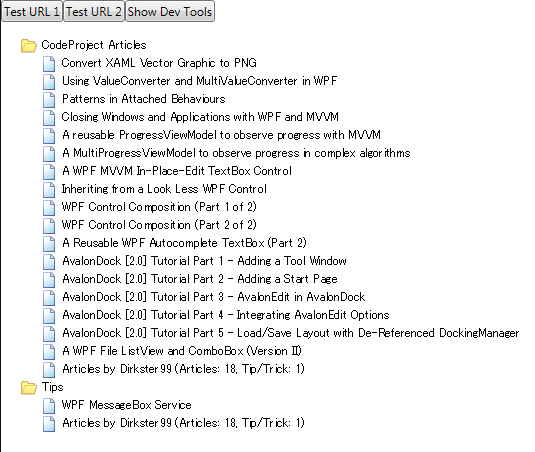 Test URL 1 Test URL 2 Show Dev Tools
CodeProject Articles
Convert XAML Vector Graphic to PNG
Using ValueConverter and MultiValueConverter in WPF
Patterns in Attached Behaviours
Closing Windows and Applications with WPF and MVVM
A reusable ProgressViewModel to observe progress with MVVM
A MultiProgressViewModel to observe progress in complex algorithms
A WPF MVVM In-Place-Edit TextBox Control
Inheriting from a Look Less WPF Control
WPF Control Composition (Part 1 of 2)
WPF Control Composition (Part 2 of 2)
A Reusable WPF Autocomplete TextBox (Part 2)
AvalonDock [2.0] Tutorial Part 1 - Adding a Tool Window
AvalonDock [2.0] Tutorial Part 2 - Adding a Start Page
AvalonDock [2.0] Tutorial Part 3 - AvalonEdit in AvalonDock
AvalonDock [2.0] Tutorial Part 4 - Integrating AvalonEdit Options
AvalonDock [2.0] Tutorial Part 5 - Load/Save Layout with De-Referenced DockingManager
A WPF File ListView and ComboBox (Version II)
Articles by Dirkster99 (Articles: 18, Tip/Trick: 1)
Tips
WPF MessageBox Service
Articles by Dirkster99 (Articles: 18, Tip/Trick: 1)